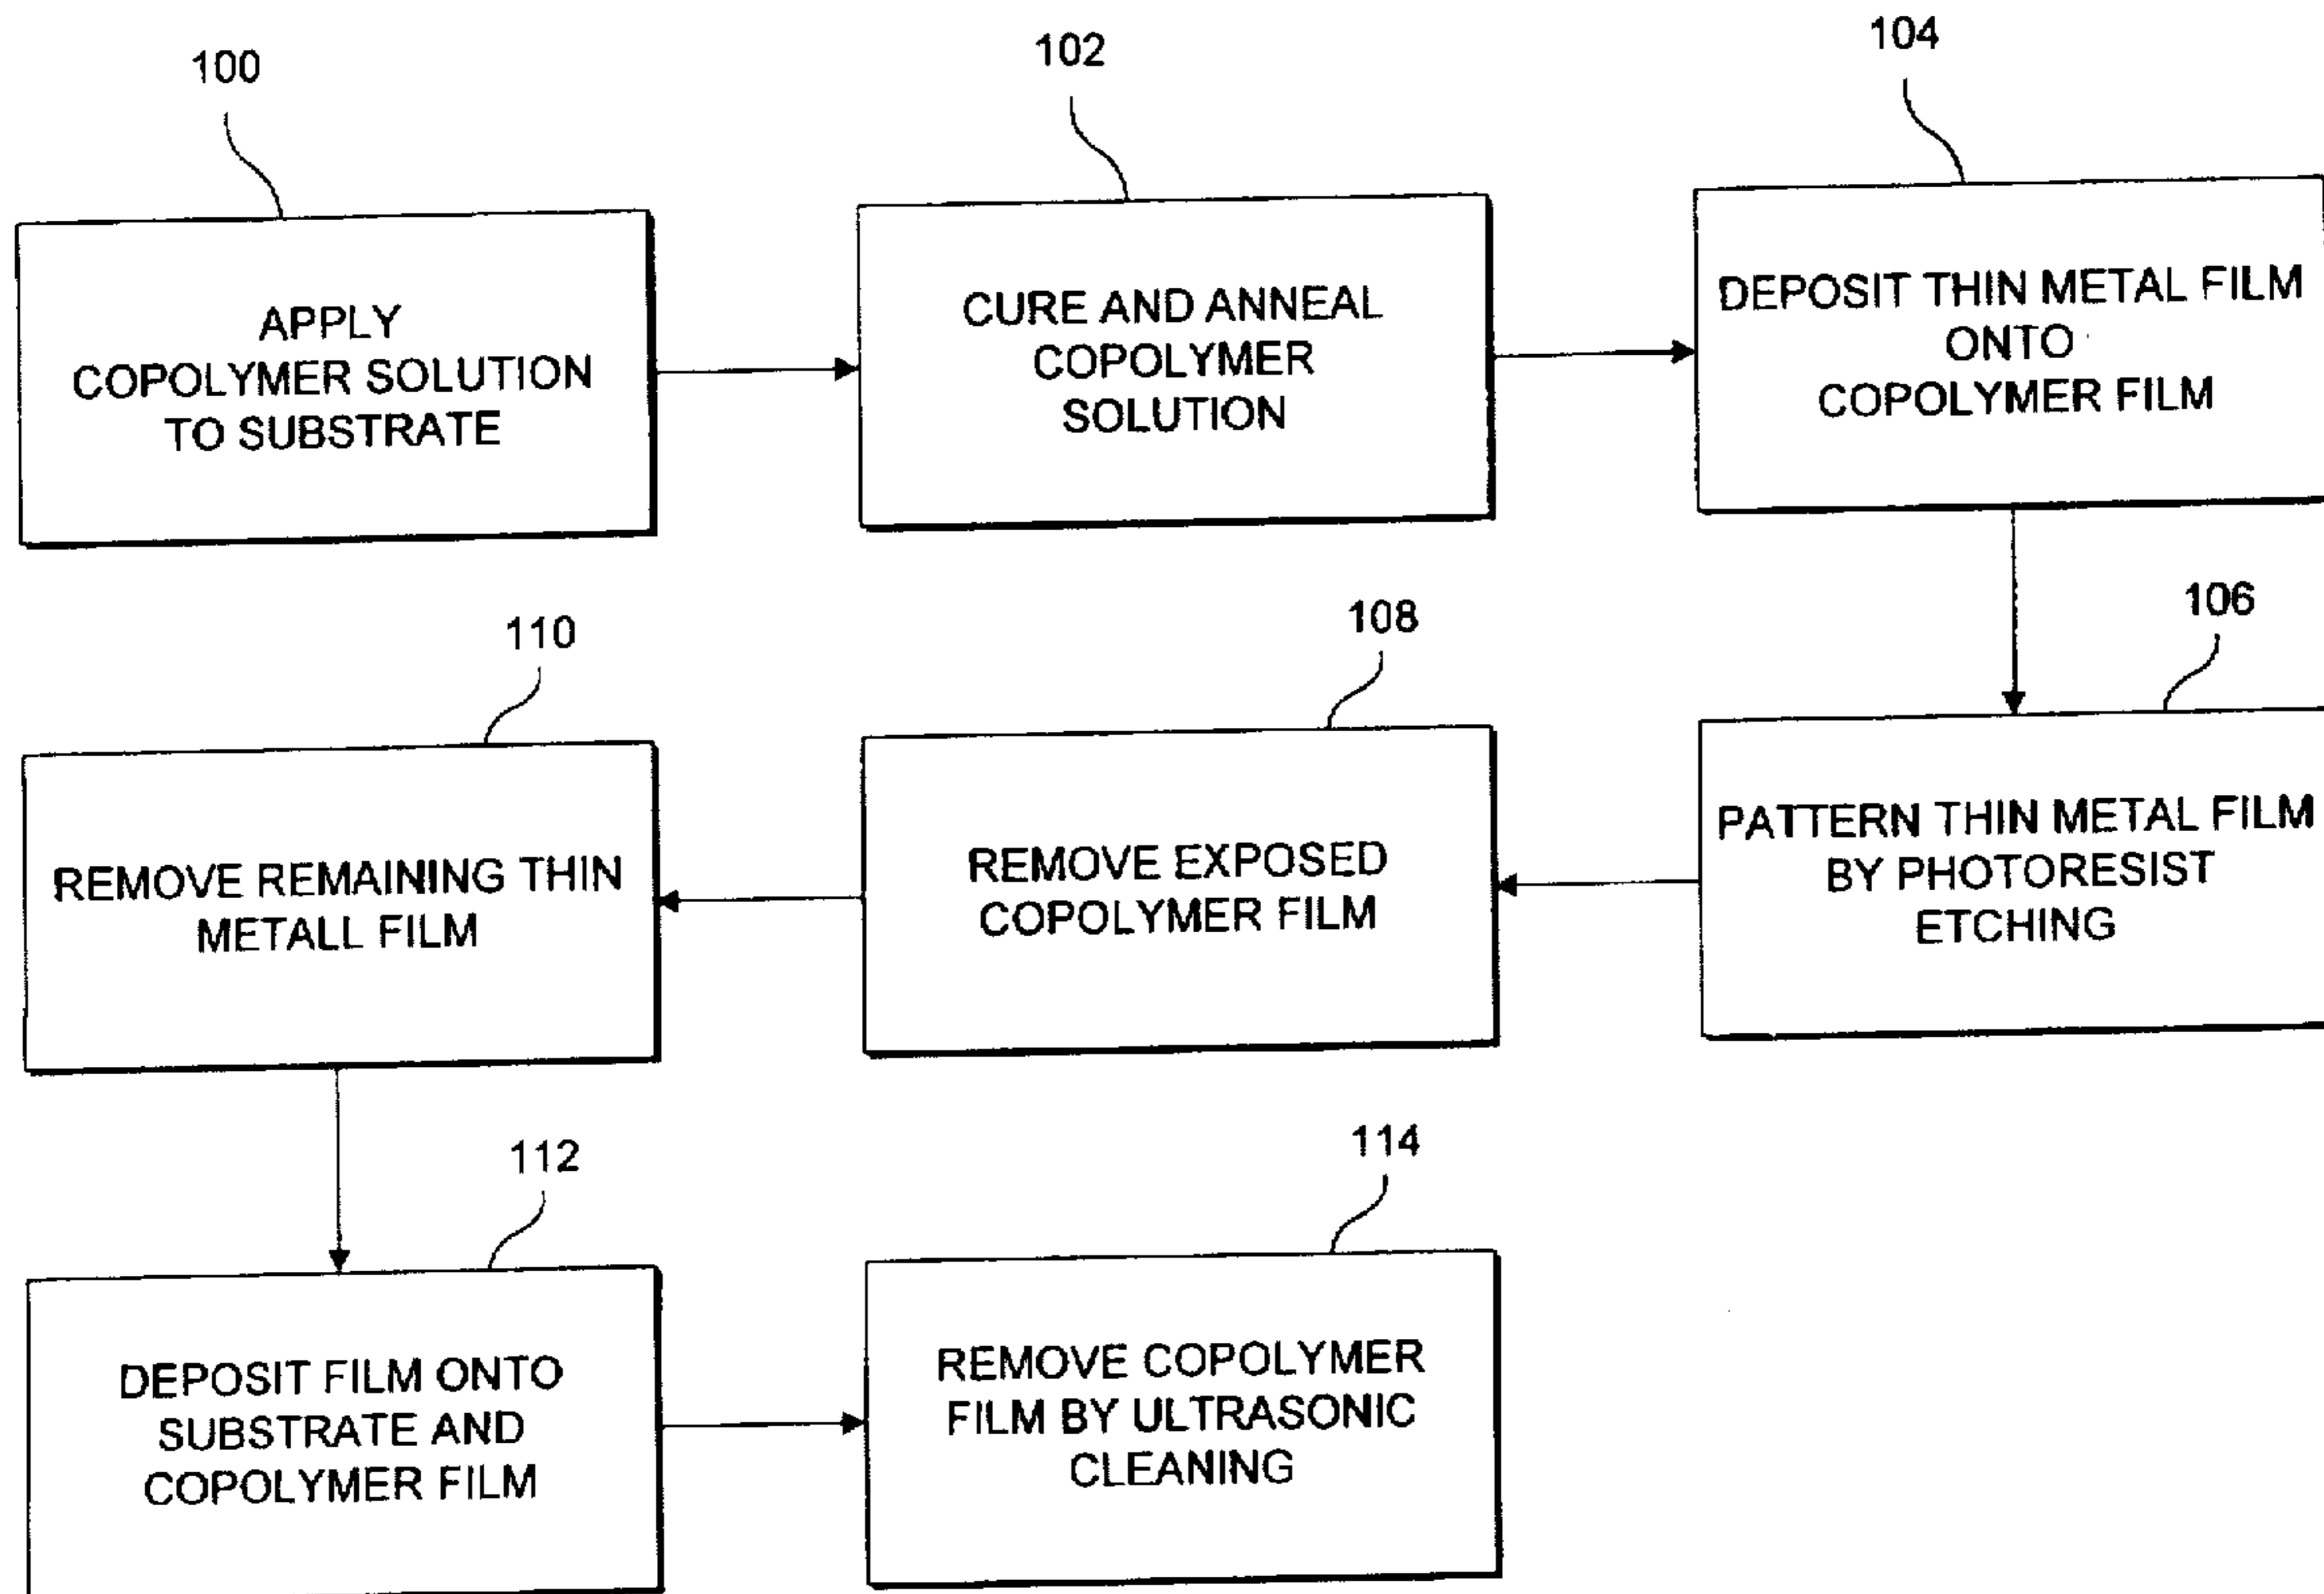 100
APPLY
COPOLYMER SOLUTION
TO SUBSTRATE
102
CURE AND ANNEAL
COPOLYMER
SOLUTION
104
DEPOSIT THIN METAL FILM
ONTO
COPOLYMER FILM
106
PATTERN THIN METAL FILM
BY PHOTORESIST
ETCHING
108
REMOVE EXPOSED
COPOLYMER FILM
110
REMOVE REMAINING THIN
METALL FILM
112
DEPOSIT FILM ONTO
SUBSTRATE AND
COPOLYMER FILM
114
REMOVE COPOLYMER
FILM BY ULTRASONIC
CLEANING